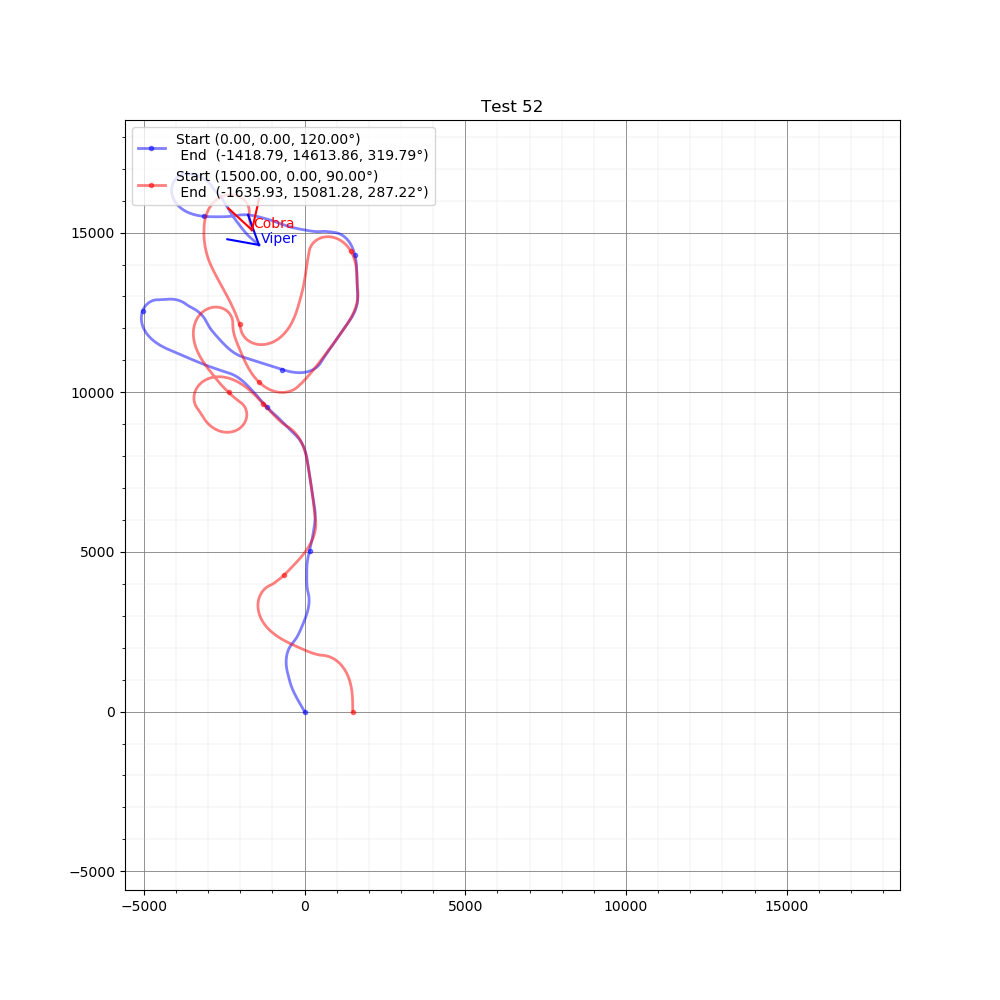 Test 52
Start (0.00, 0.00, 120.00°)
End  (-1418.79, 14613.86, 319.79°)
Start (1500.00, 0.00, 90.00°)
End  (-1635.93, 15081.28, 287.22°)
Cobra
Viper
15000
10000
5000
0
−5000
−5000 0 5000 10000 15000